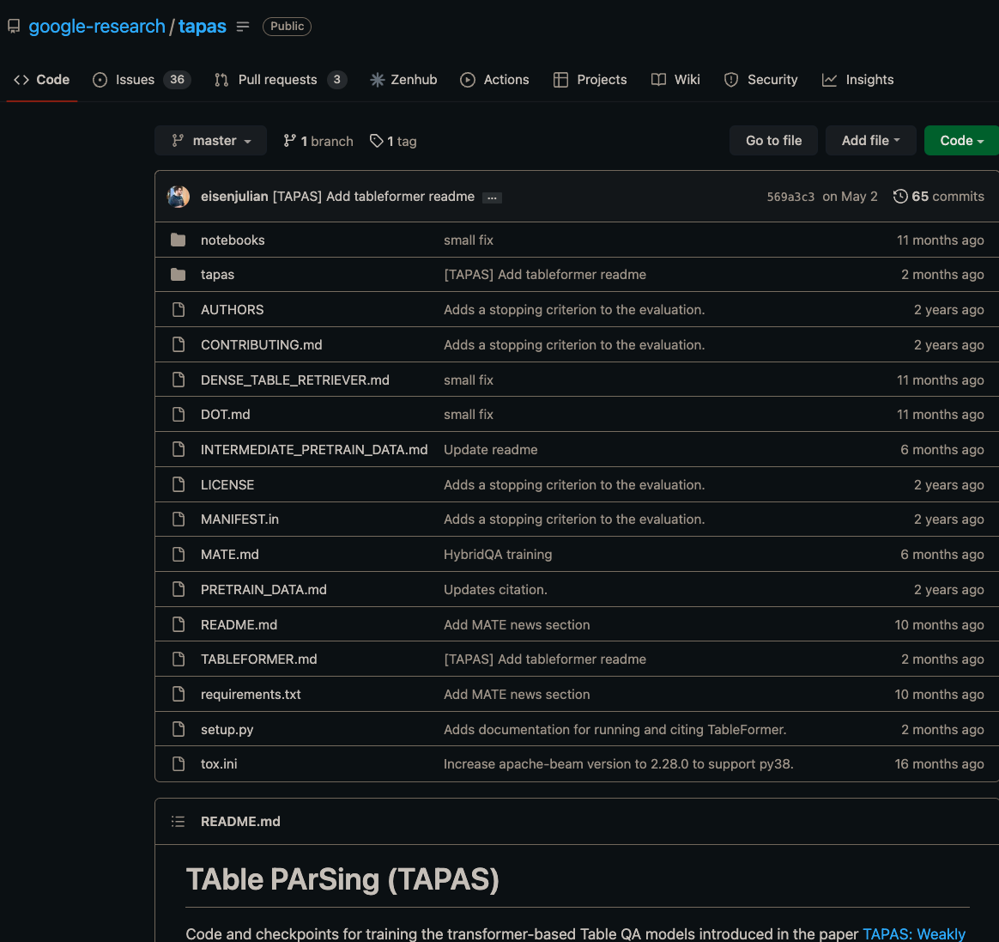 google-research / tapas Public
Code Issues 36 Pull requests 3 Zenhub Actions Projects Wiki Security Insights
master 1 branch 1 tag Go to file Add file Code
eisenjulian [TAPAS] Add tableformer readme ... 569a3c3 on May 2 65 commits
notebooks small fix 11 months ago
tapas [TAPAS] Add tableformer readme 2 months ago
AUTHORS Adds a stopping criterion to the evaluation. 2 years ago
CONTRIBUTING.md Adds a stopping criterion to the evaluation. 2 years ago
DENSE_TABLE_RETRIEVER.md small fix 11 months ago
DOT.md small fix 11 months ago
INTERMEDIATE_PRETRAIN_DATA.md Update readme 6 months ago
LICENSE Adds a stopping criterion to the evaluation. 2 years ago
MANIFEST.in Adds a stopping criterion to the evaluation. 2 years ago
MATE.md HybridQA training 6 months ago
PRETRAIN_DATA.md Updates citation. 2 years ago
README.md Add MATE news section 10 months ago
TABLEFORMER.md [TAPAS] Add tableformer readme 2 months ago
requirements.txt Add MATE news section 10 months ago
setup.py Adds documentation for running and citing TableFormer. 2 months ago
tox.ini Increase apache-beam version to 2.28.0 to support py38. 16 months ago
README.md
TAble PArSing (TAPAS)
Code and checkpoints for training the transformer-based Table QA models introduced in the paper TAPAS: Weakly